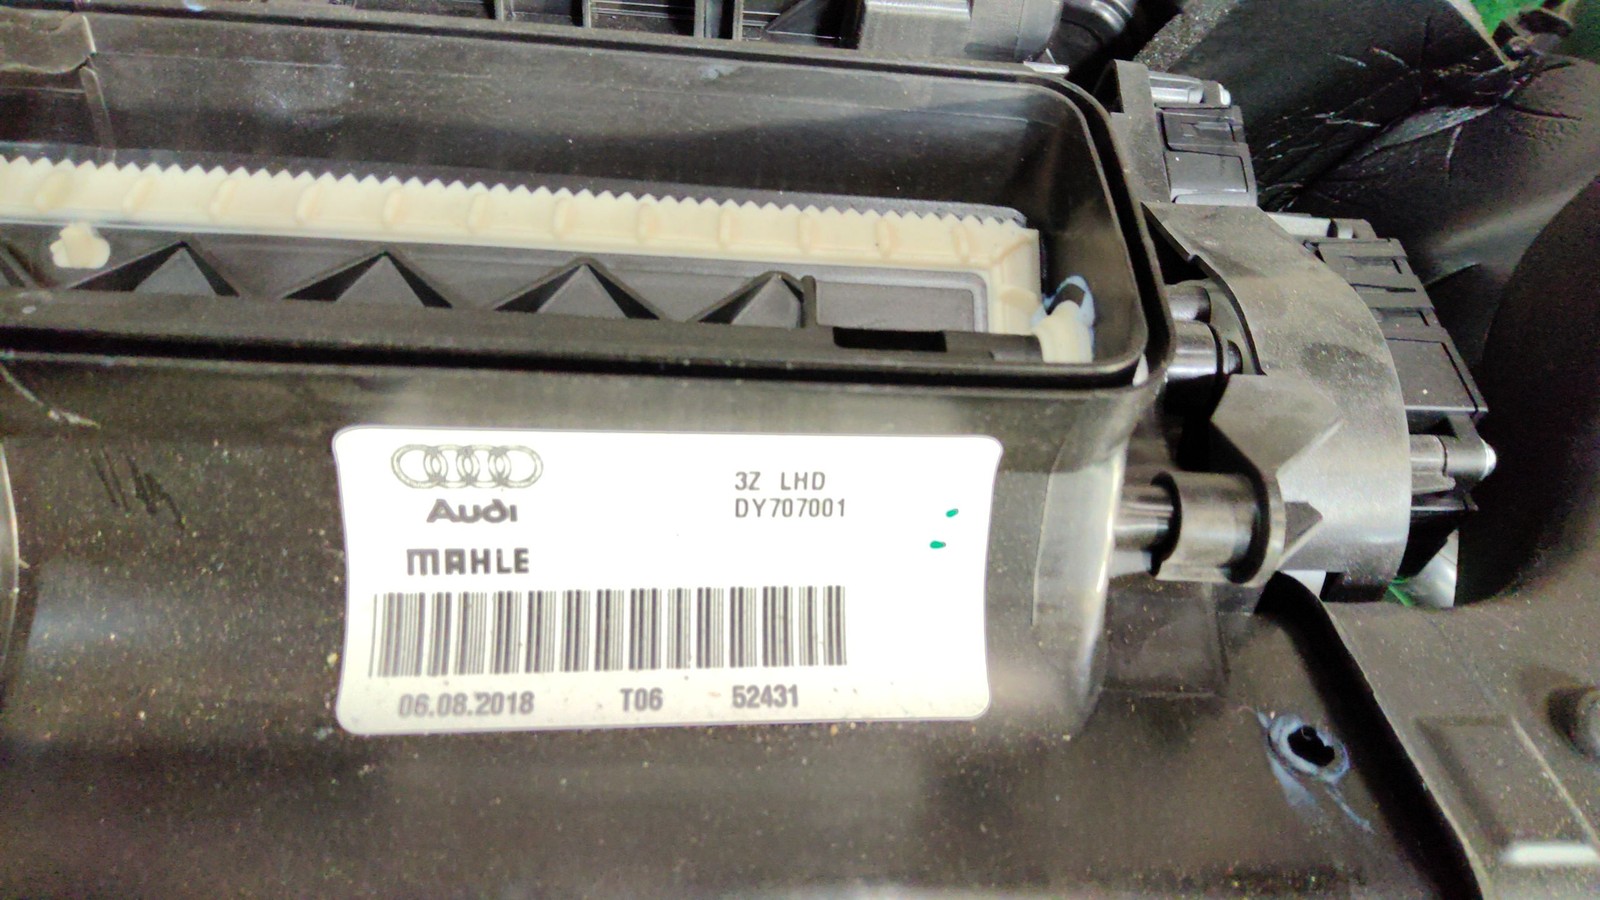 Audi
MAHLE
3Z LHD
DY707001
06.08.2018 T06 52431